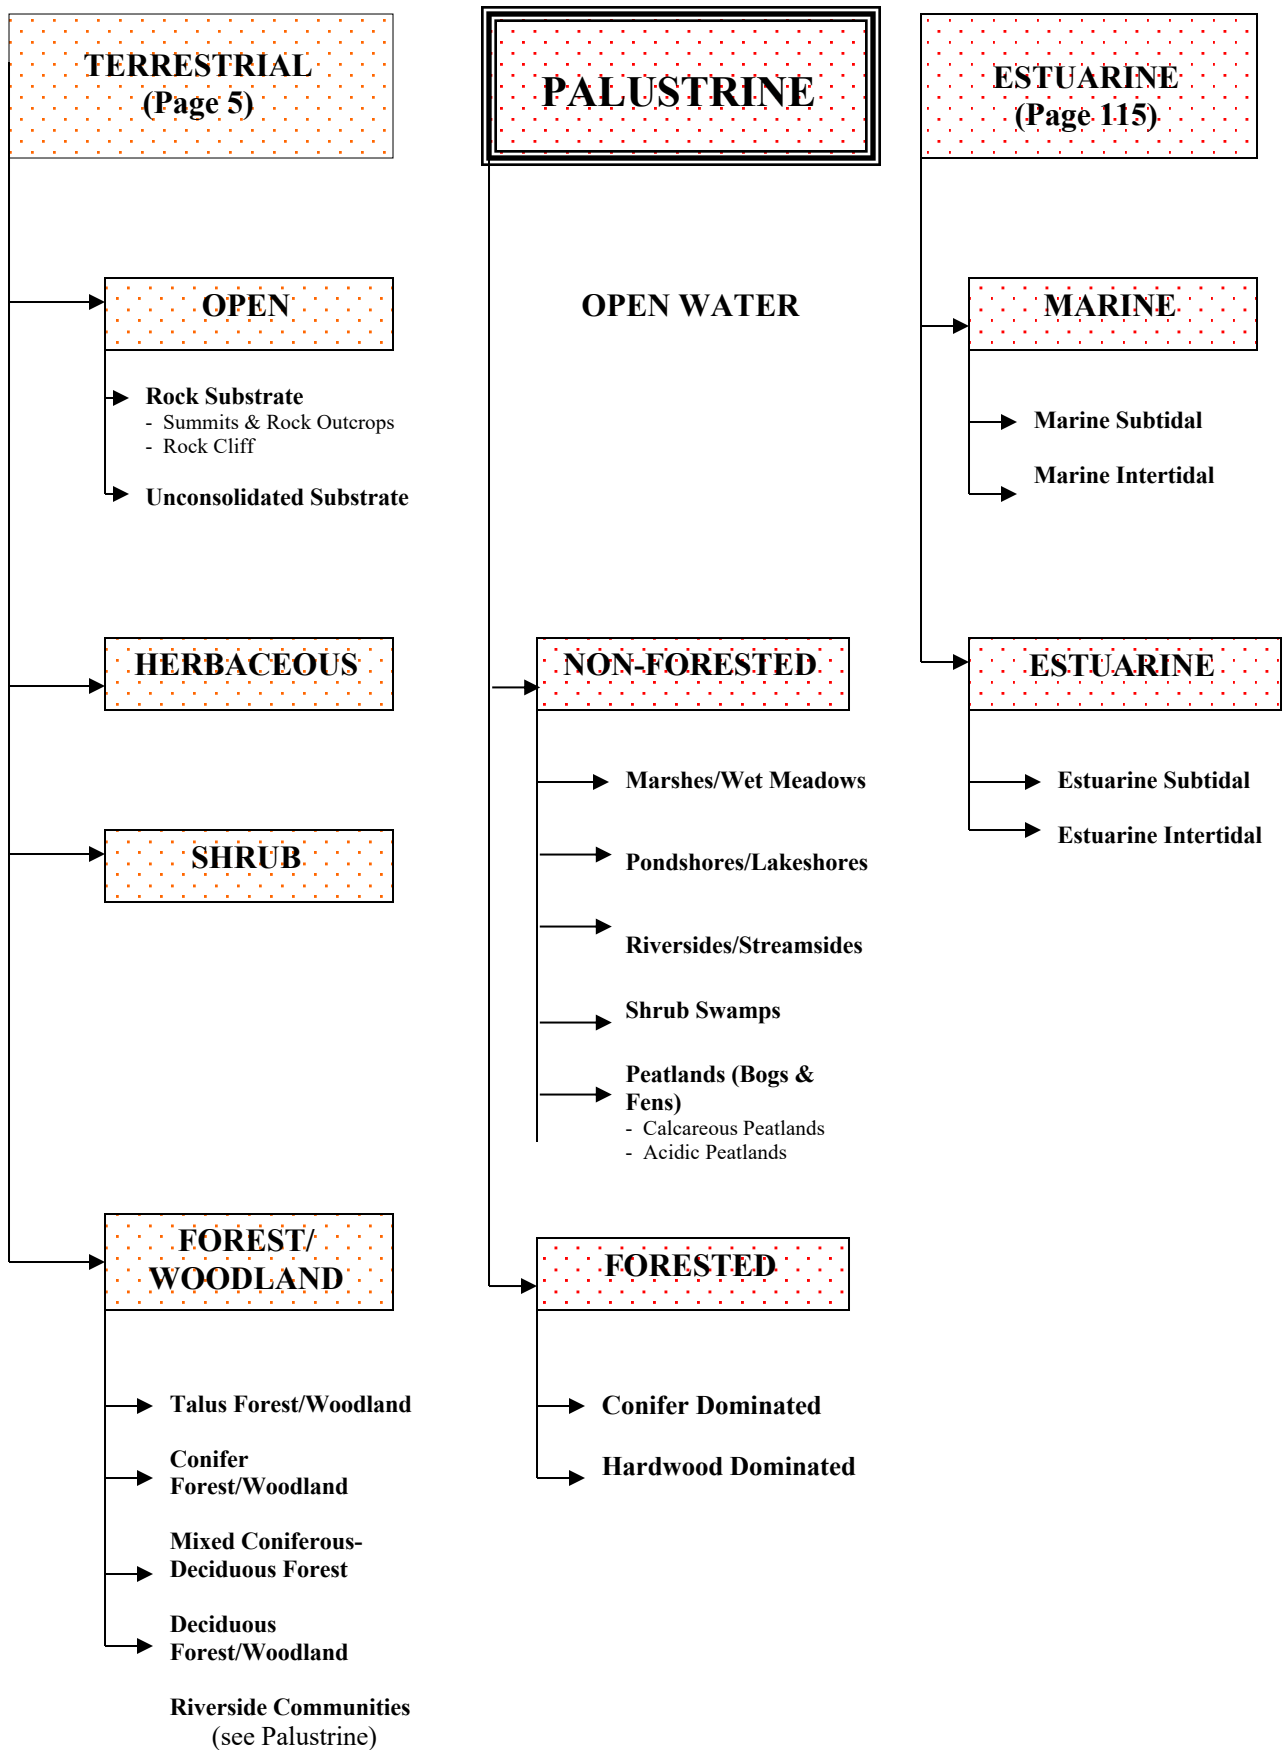 TERRESTRIAL
(Page 5)
OPEN
Rock Substrate
- Summits & Rock Outcrops
- Rock Cliff
Unconsolidated Substrate
HERBACEOUS
SHRUB
FOREST/
WOODLAND
Talus Forest/Woodland
Conifer
Forest/Woodland
Mixed Coniferous-
Deciduous Forest
Deciduous
Forest/Woodland
Riverside Communities
(see Palustrine)
PALUSTRINE
OPEN WATER
NON-FORESTED
Marshes/Wet Meadows
Pondshores/Lakeshores
Riversides/Streamsides
Shrub Swamps
Peatlands (Bogs &
Fens)
- Calcareous Peatlands
- Acidic Peatlands
FORESTED
Conifer Dominated
Hardwood Dominated
ESTUARINE
(Page 115)
MARINE
Marine Subtidal
Marine Intertidal
ESTUARINE
Estuarine Subtidal
Estuarine Intertidal